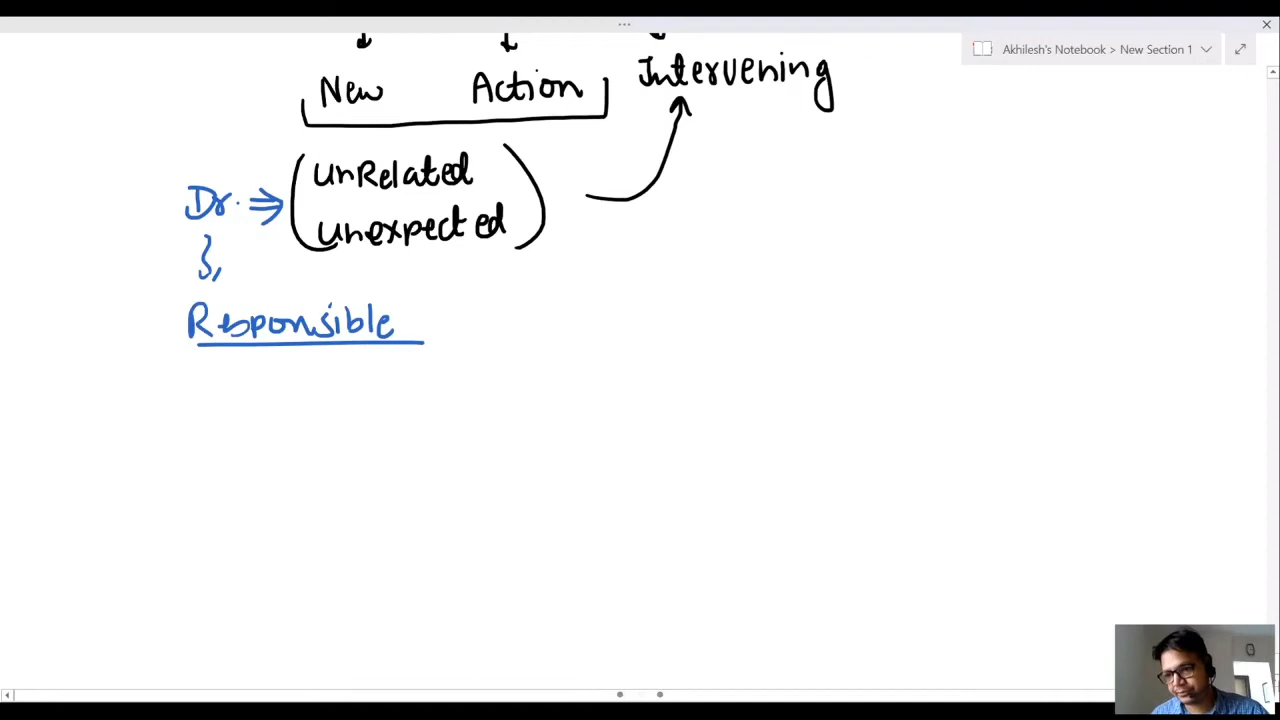 Akhilesh's Notebook > New Section 1
New Action Intervening
unRelated
Dr. ⇒
unexpected
Responsible